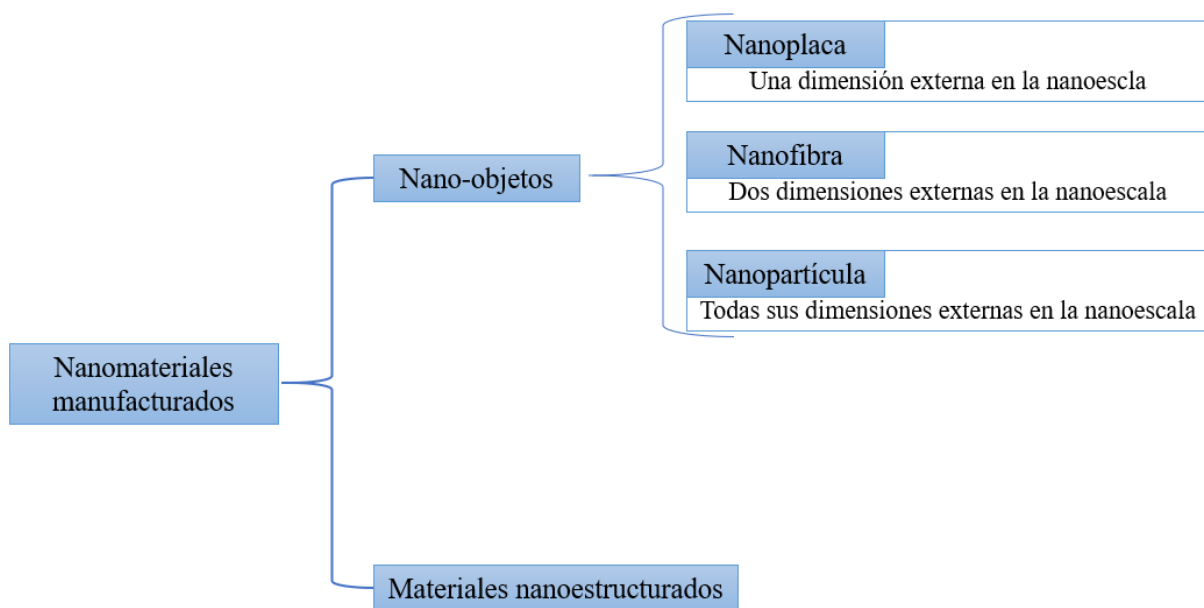 Nanoplaca
Una dimensión externa en la nanoescla
Nanofibra
Dos dimensiones externas en la nanoescala
Nano-objetos
Nanopartícula
Todas sus dimensiones externas en la nanoescala
Nanomateriales
manufacturados
Materiales nanoestructurados